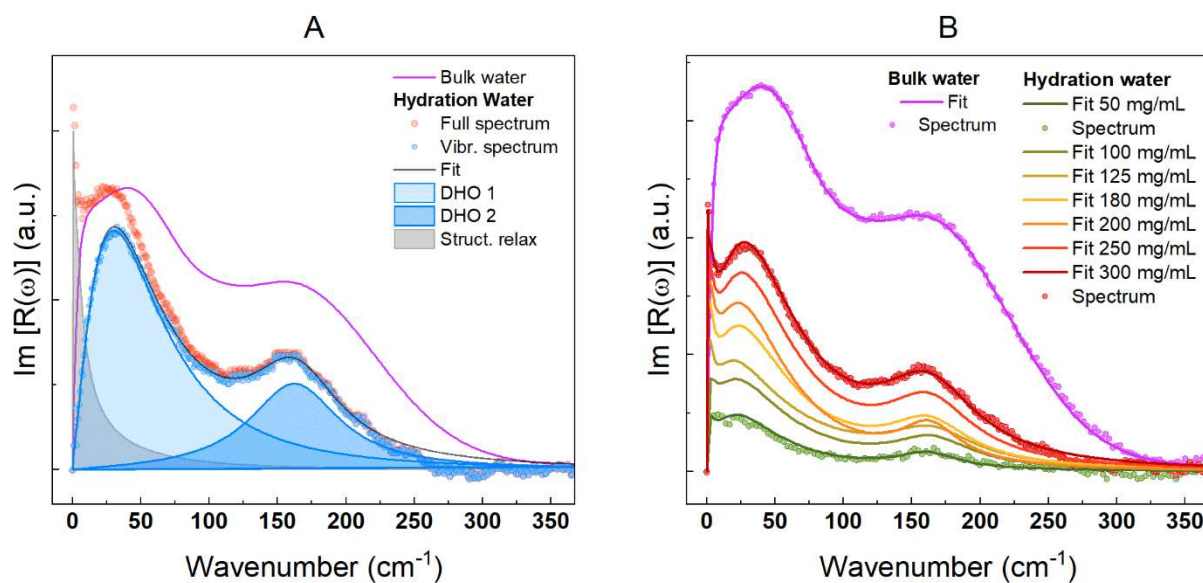 A
Im [R(ω)] (a.u.)
Bulk water
Hydration Water
Full spectrum
Vibr. spectrum
Fit
DHO 1
DHO 2
Struct. relax
0 50 100 150 200 250 300 350
Wavenumber (cm⁻¹)
B
Im [R(ω)] (a.u.)
Bulk water
Fit
Spectrum
Hydration water
Fit 50 mg/mL
Spectrum
Fit 100 mg/mL
Fit 125 mg/mL
Fit 180 mg/mL
Fit 200 mg/mL
Fit 250 mg/mL
Fit 300 mg/mL
Spectrum
0 50 100 150 200 250 300 350
Wavenumber (cm⁻¹)